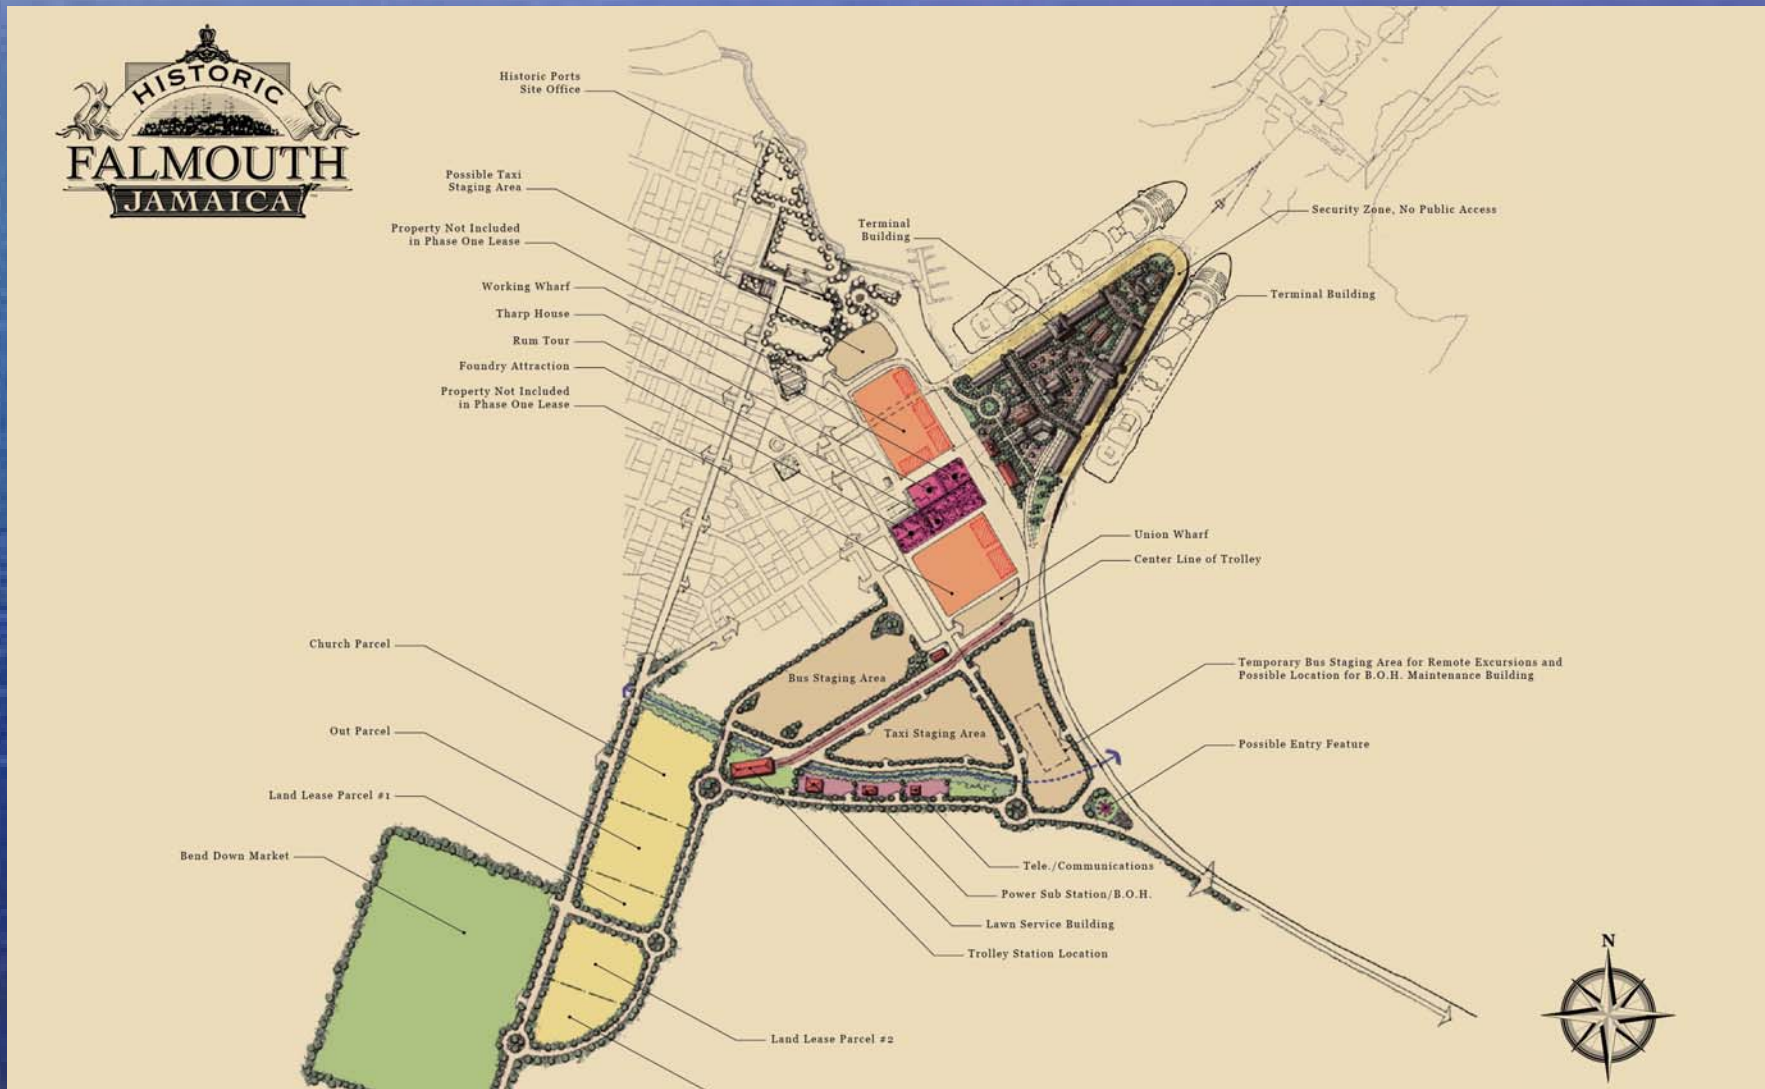 HISTORIC
FALMOUTH
JAMAICA
Historic Ports
Site Office
Possible Taxi
Staging Area
Property Not Included
in Phase One Lease
Working Wharf
Tharp House
Rum Tour
Foundry Attraction
Property Not Included
in Phase One Lease
Terminal
Building
Security Zone, No Public Access
Terminal Building
Union Wharf
Center Line of Trolley
Church Parcel
Bus Staging Area
Temporary Bus Staging Area for Remote Excursions and
Possible Location for B.O.H. Maintenance Building
Out Parcel
Taxi Staging Area
Possible Entry Feature
Land Lease Parcel #1
Bend Down Market
Tele./Communications
Power Sub Station/B.O.H.
Lawn Service Building
Trolley Station Location
Land Lease Parcel #2
N